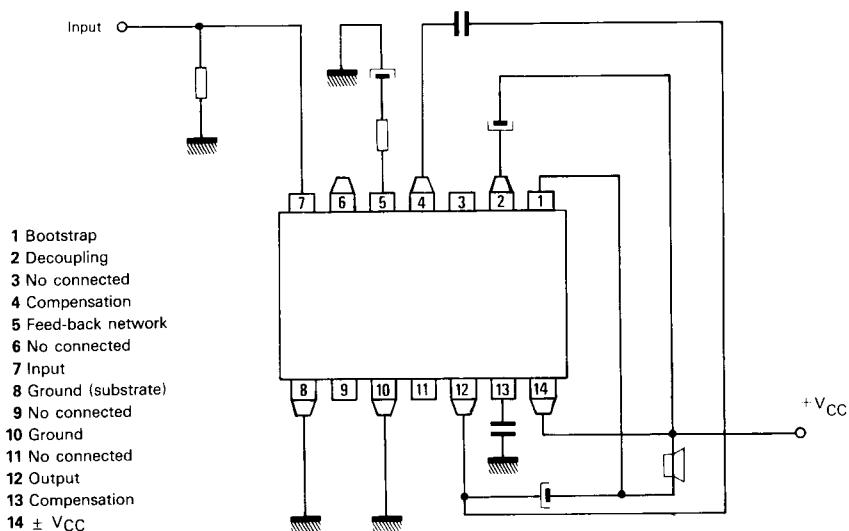 Input
7 6 5 4 3 2 1
1 Bootstrap
2 Decoupling
3 No connected
4 Compensation
5 Feed-back network
6 No connected
7 Input
8 Ground (substrate)
9 No connected
10 Ground
11 No connected
12 Output
13 Compensation
14 ± VCC
8 9 10 11 12 13 14
+VCC